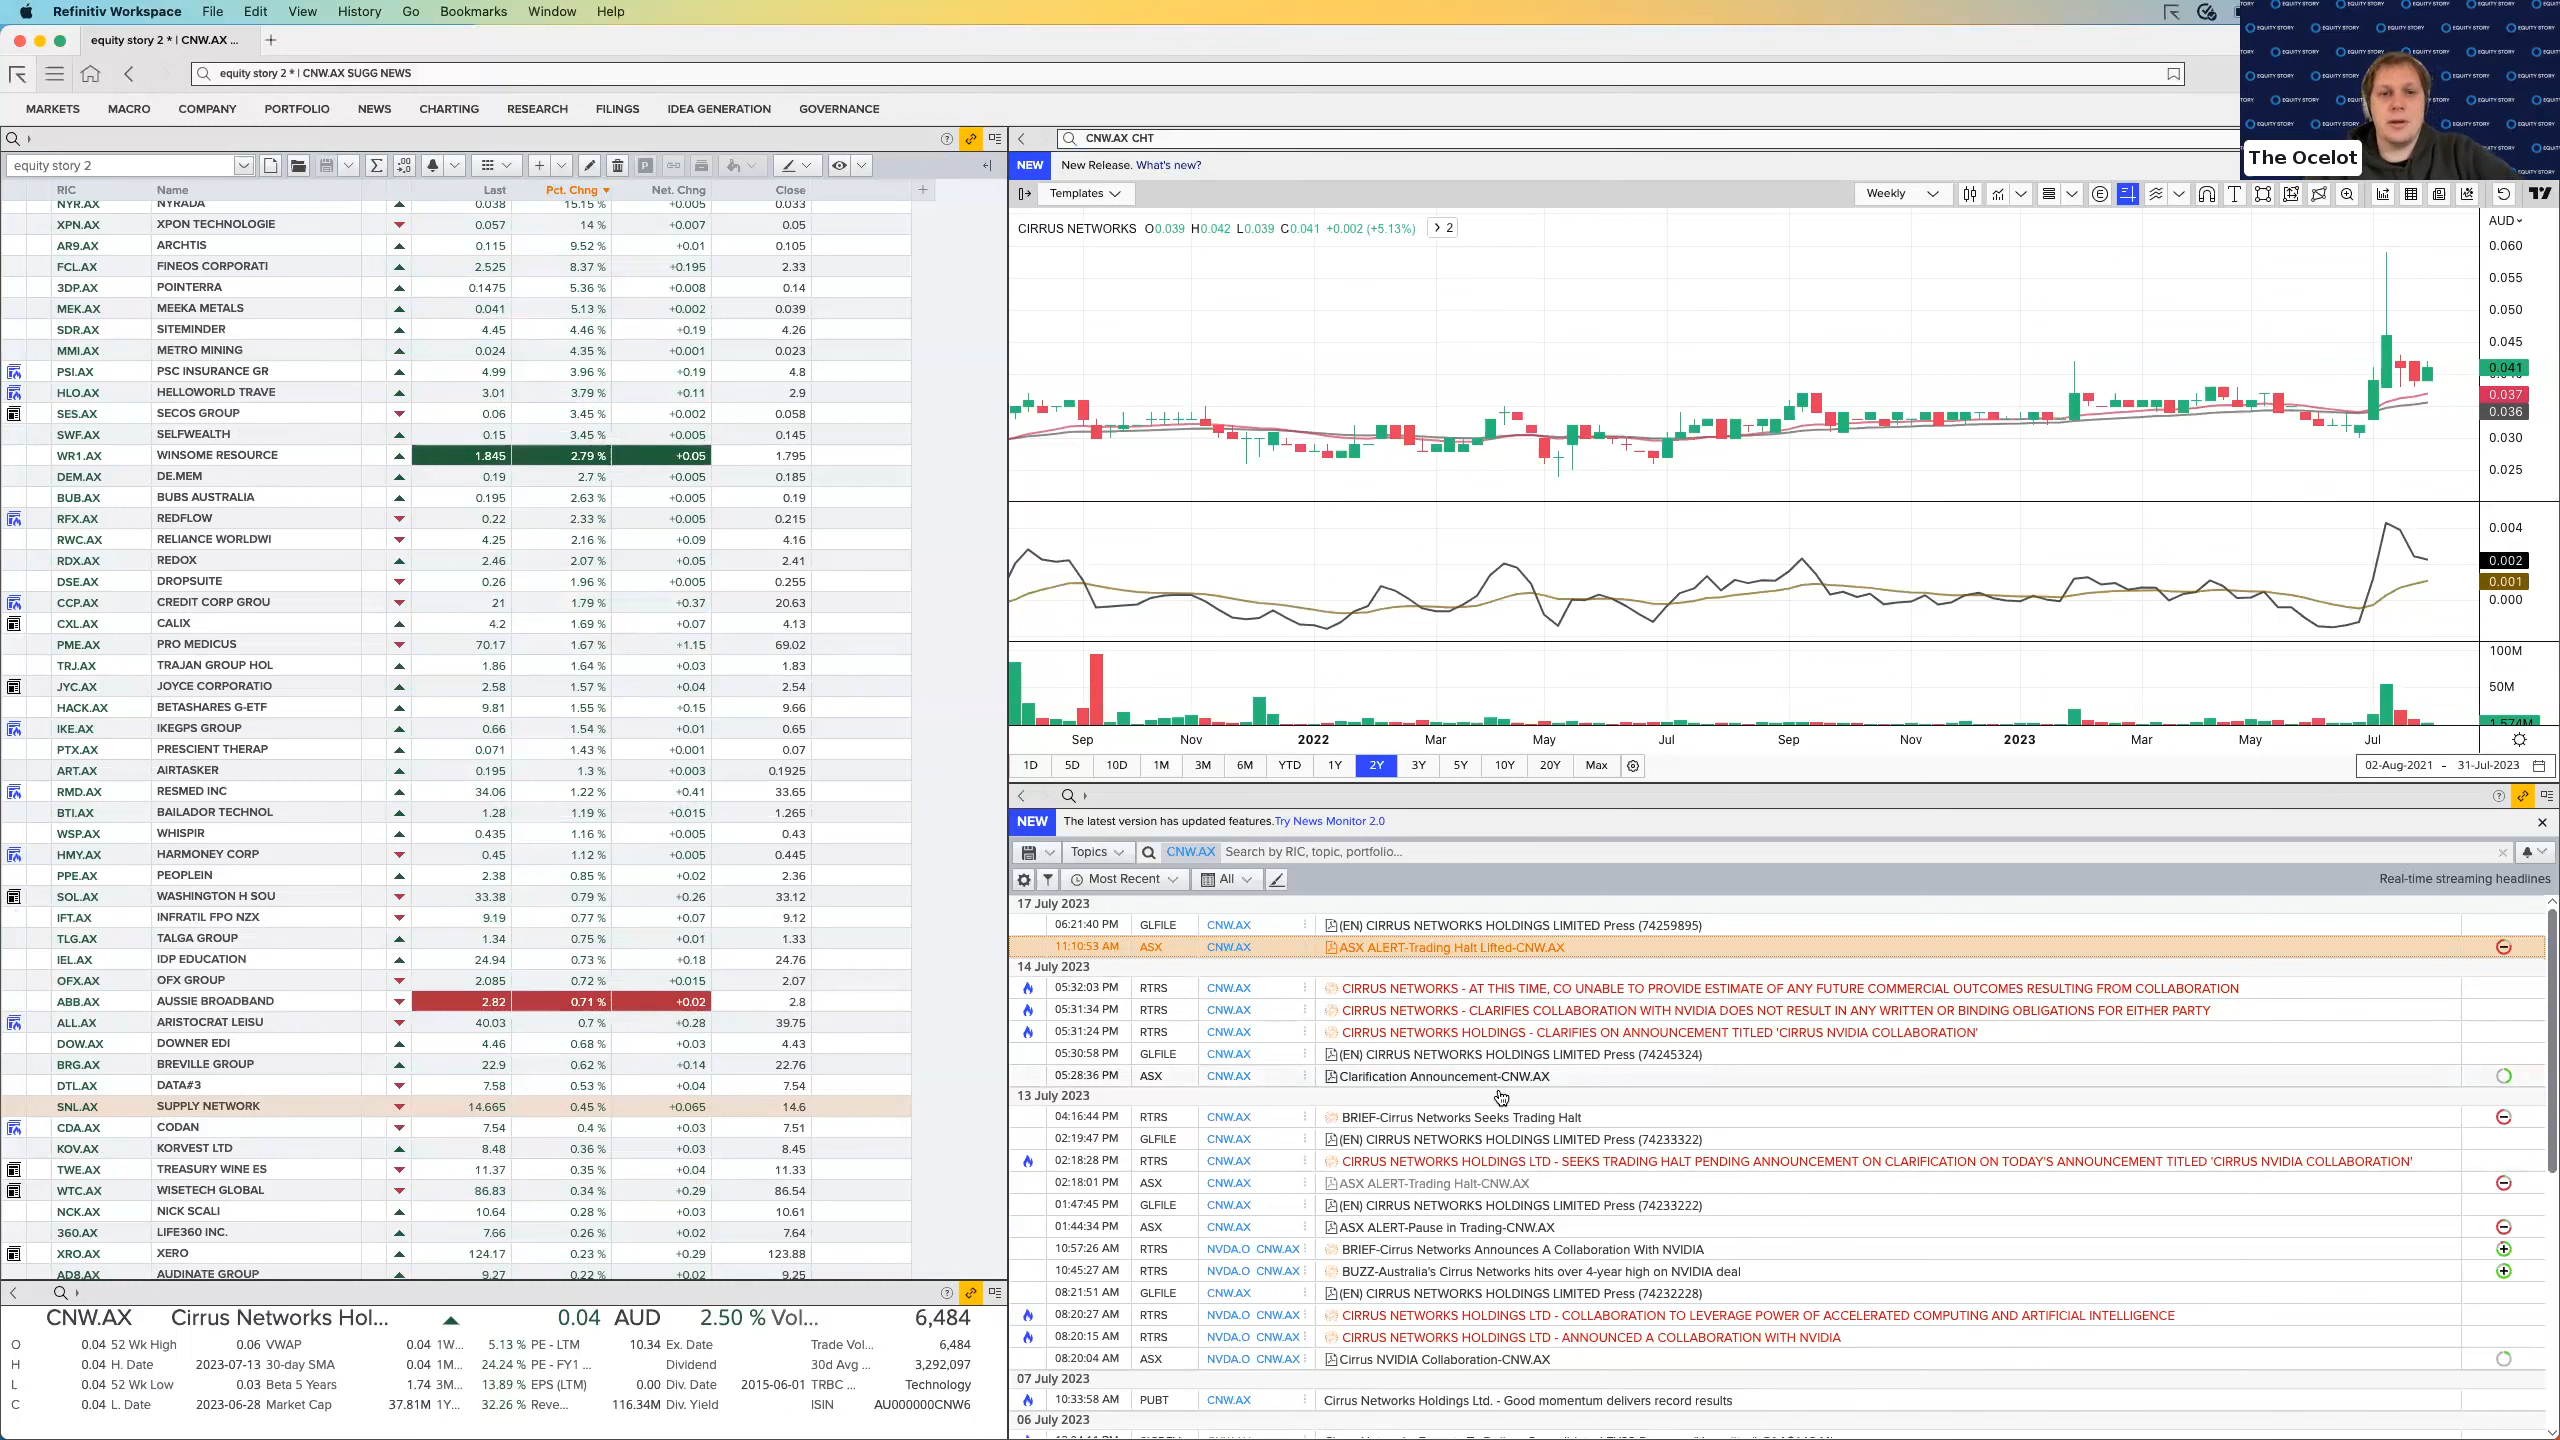 Refinitiv Workspace File Edit View History Go Bookmarks Window Help
equity story 2 * | CNW.AX ...
equity story 2 * | CNW.AX SUGG NEWS
MARKETS MACRO COMPANY PORTFOLIO NEWS CHARTING RESEARCH FILINGS IDEA GENERATION GOVERNANCE
equity story 2
RIC Name Last Pct. Chng Net. Chng Close
NYR.AX NYRADA 0.038 15.15 % +0.005 0.033
XPN.AX XPON TECHNOLOGIE 0.057 14 % +0.007 0.05
AR9.AX ARCHTIS 0.115 9.52 % +0.01 0.105
FCL.AX FINEOS CORPORATI 2.525 8.37 % +0.195 2.33
3DP.AX POINTERRA 0.1475 5.36 % +0.008 0.14
MEK.AX MEEKA METALS 0.041 5.13 % +0.002 0.039
SDR.AX SITEMINDER 4.45 4.46 % +0.19 4.26
MMI.AX METRO MINING 0.024 4.35 % +0.001 0.023
PSI.AX PSC INSURANCE GR 4.99 3.96 % +0.19 4.8
HLO.AX HELLOWORLD TRAVE 3.01 3.79 % +0.11 2.9
SES.AX SECOS GROUP 0.06 3.45 % +0.002 0.058
SWF.AX SELFWEALTH 0.15 3.45 % +0.005 0.145
WR1.AX WINSOME RESOURCE 1.845 2.79 % +0.05 1.795
DEM.AX DE.MEM 0.19 2.7 % +0.005 0.185
BUB.AX BUBS AUSTRALIA 0.195 2.63 % +0.005 0.19
RFX.AX REDFLOW 0.22 2.33 % +0.005 0.215
RWC.AX RELIANCE WORLDWI 4.25 2.16 % +0.09 4.16
RDX.AX REDOX 2.46 2.07 % +0.05 2.41
DSE.AX DROPSUITE 0.26 1.96 % +0.005 0.255
CCP.AX CREDIT CORP GROU 21 1.79 % +0.37 20.63
CXL.AX CALIX 4.2 1.69 % +0.07 4.13
PME.AX PRO MEDICUS 70.17 1.67 % +1.15 69.02
TRJ.AX TRAJAN GROUP HOL 1.86 1.64 % +0.03 1.83
JYC.AX JOYCE CORPORATIO 2.58 1.57 % +0.04 2.54
HACK.AX BETASHARES G-ETF 9.81 1.55 % +0.15 9.66
IKE.AX IKEGPS GROUP 0.66 1.54 % +0.01 0.65
PTX.AX PRESCIENT THERAP 0.071 1.43 % +0.001 0.07
ART.AX AIRTASKER 0.195 1.3 % +0.003 0.1925
RMD.AX RESMED INC 34.06 1.22 % +0.41 33.65
BTI.AX BAILADOR TECHNOL 1.28 1.19 % +0.015 1.265
WSP.AX WHISPIR 0.435 1.16 % +0.005 0.43
HMY.AX HARMONEY CORP 0.45 1.12 % +0.005 0.445
PPE.AX PEOPLEIN 2.38 0.85 % +0.02 2.36
SOL.AX WASHINGTON H SOU 33.38 0.79 % +0.26 33.12
IFT.AX INFRATIL FPO NZX 9.19 0.77 % +0.07 9.12
TLG.AX TALGA GROUP 1.34 0.75 % +0.01 1.33
IEL.AX IDP EDUCATION 24.94 0.73 % +0.18 24.76
OFX.AX OFX GROUP 2.085 0.72 % +0.015 2.07
ABB.AX AUSSIE BROADBAND 2.82 0.71 % +0.02 2.8
ALL.AX ARISTOCRAT LEISU 40.03 0.7 % +0.28 39.75
DOW.AX DOWNER EDI 4.46 0.68 % +0.03 4.43
BRG.AX BREVILLE GROUP 22.9 0.62 % +0.14 22.76
DTL.AX DATA#3 7.58 0.53 % +0.04 7.54
SNL.AX SUPPLY NETWORK 14.665 0.45 % +0.065 14.6
CDA.AX CODAN 7.54 0.4 % +0.03 7.51
KOV.AX KORVEST LTD 8.48 0.36 % +0.03 8.45
TWE.AX TREASURY WINE ES 11.37 0.35 % +0.04 11.33
WTC.AX WISETECH GLOBAL 86.83 0.34 % +0.29 86.54
NCK.AX NICK SCALI 10.64 0.28 % +0.03 10.61
360.AX LIFE360 INC. 7.66 0.26 % +0.02 7.64
XRO.AX XERO 124.17 0.23 % +0.29 123.88
AD8.AX AUDINATE GROUP 9.27 0.22 % +0.02 9.25
CNW.AX Cirrus Networks Hol... 0.04 AUD 2.50 % Vol... 6,484
O 0.04 52 Wk High 0.06 VWAP 0.04 1W... 5.13 % PE - LTM 10.34 Ex. Date Trade Vol... 6,484
H 0.04 H. Date 2023-07-13 30-day SMA 0.04 1M... 24.24 % PE - FY1 ... Dividend 30d Avg ... 3,292,097
L 0.04 52 Wk Low 0.03 Beta 5 Years 1.74 3M... 13.89 % EPS (LTM) 0.00 Div. Date 2015-06-01 TRBC ... Technology
C 0.04 L. Date 2023-06-28 Market Cap 37.81M 1Y... 32.26 % Reve... 116.34M Div. Yield ISIN AU000000CNW6
CNW.AX CHT
NEW New Release. What's new?
Templates Weekly
CIRRUS NETWORKS O0.039 H0.042 L0.039 C0.041 +0.002 (+5.13%) 2
AUD
0.060
0.055
0.050
0.045
0.041
0.037
0.036
0.030
0.025
0.004
0.002
0.001
0.000
100M
50M
1.574M
Sep Nov 2022 Mar May Jul Sep Nov 2023 Mar May Jul
1D 5D 10D 1M 3M 6M YTD 1Y 2Y 3Y 5Y 10Y 20Y Max 02-Aug-2021 - 31-Jul-2023
NEW The latest version has updated features.Try News Monitor 2.0
Topics CNW.AX Search by RIC, topic, portfolio...
Most Recent All Real-time streaming headlines
17 July 2023
06:21:40 PM GLFILE CNW.AX (EN) CIRRUS NETWORKS HOLDINGS LIMITED Press (74259895)
11:10:53 AM ASX CNW.AX ASX ALERT-Trading Halt Lifted-CNW.AX
14 July 2023
05:32:03 PM RTRS CNW.AX CIRRUS NETWORKS - AT THIS TIME, CO UNABLE TO PROVIDE ESTIMATE OF ANY FUTURE COMMERCIAL OUTCOMES RESULTING FROM COLLABORATION
05:31:34 PM RTRS CNW.AX CIRRUS NETWORKS - CLARIFIES COLLABORATION WITH NVIDIA DOES NOT RESULT IN ANY WRITTEN OR BINDING OBLIGATIONS FOR EITHER PARTY
05:31:24 PM RTRS CNW.AX CIRRUS NETWORKS HOLDINGS - CLARIFIES ON ANNOUNCEMENT TITLED 'CIRRUS NVIDIA COLLABORATION'
05:30:58 PM GLFILE CNW.AX (EN) CIRRUS NETWORKS HOLDINGS LIMITED Press (74245324)
05:28:36 PM ASX CNW.AX Clarification Announcement-CNW.AX
13 July 2023
04:16:44 PM RTRS CNW.AX BRIEF-Cirrus Networks Seeks Trading Halt
02:19:47 PM GLFILE CNW.AX (EN) CIRRUS NETWORKS HOLDINGS LIMITED Press (74233322)
02:18:28 PM RTRS CNW.AX CIRRUS NETWORKS HOLDINGS LTD - SEEKS TRADING HALT PENDING ANNOUNCEMENT ON CLARIFICATION ON TODAY'S ANNOUNCEMENT TITLED 'CIRRUS NVIDIA COLLABORATION'
02:18:01 PM ASX CNW.AX ASX ALERT-Trading Halt-CNW.AX
01:47:45 PM GLFILE CNW.AX (EN) CIRRUS NETWORKS HOLDINGS LIMITED Press (74233222)
01:44:34 PM ASX CNW.AX ASX ALERT-Pause in Trading-CNW.AX
10:57:26 AM RTRS NVDA.O CNW.AX BRIEF-Cirrus Networks Announces A Collaboration With NVIDIA
10:45:27 AM RTRS NVDA.O CNW.AX BUZZ-Australia's Cirrus Networks hits over 4-year high on NVIDIA deal
08:21:51 AM GLFILE CNW.AX (EN) CIRRUS NETWORKS HOLDINGS LIMITED Press (74232228)
08:20:27 AM RTRS NVDA.O CNW.AX CIRRUS NETWORKS HOLDINGS LTD - COLLABORATION TO LEVERAGE POWER OF ACCELERATED COMPUTING AND ARTIFICIAL INTELLIGENCE
08:20:15 AM RTRS NVDA.O CNW.AX CIRRUS NETWORKS HOLDINGS LTD - ANNOUNCED A COLLABORATION WITH NVIDIA
08:20:04 AM ASX NVDA.O CNW.AX Cirrus NVIDIA Collaboration-CNW.AX
07 July 2023
10:33:58 AM PUBT CNW.AX Cirrus Networks Holdings Ltd. - Good momentum delivers record results
06 July 2023
EQUITY STORY
The Ocelot